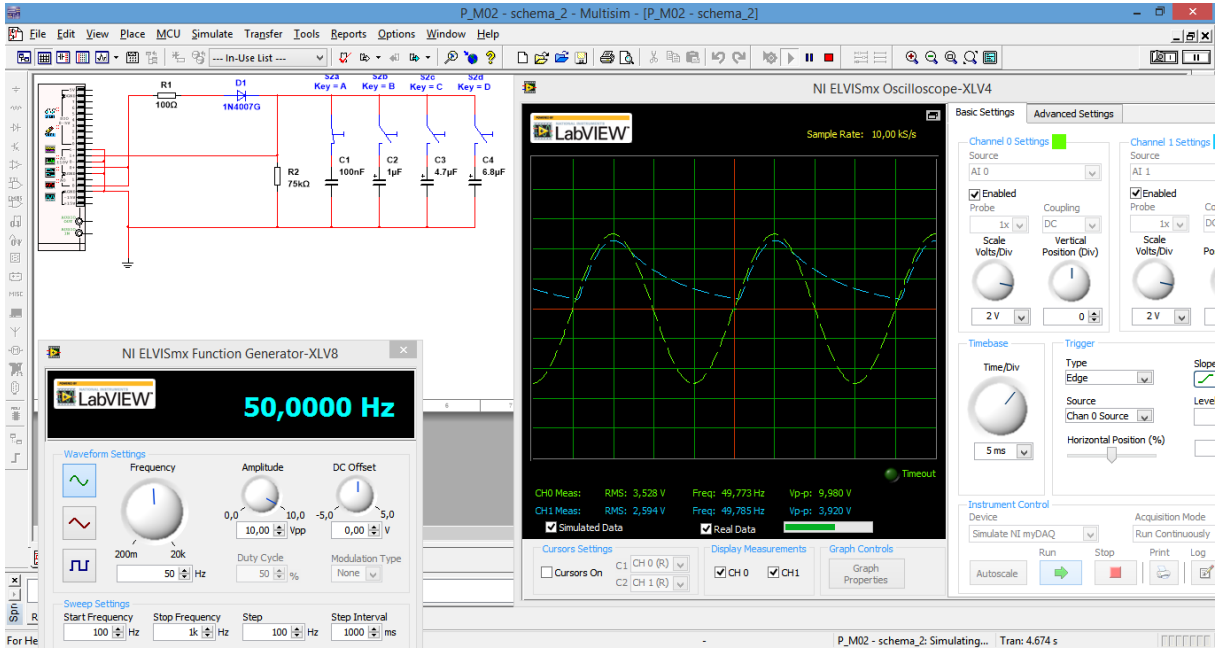 P_M02 - schema_2 - Multisim - [P_M02 - schema_2]
File Edit View Place MCU Simulate Transfer Tools Reports Options Window Help
--- In-Use List ---
R1
100Ω
D1
1N4007G
S2a S2b S2c S2d
Key = A Key = B Key = C Key = D
R2
75kΩ
C1
100nF
C2
1µF
C3
4.7µF
C4
6.8µF
MISC
6 7
NI ELVISmx Function Generator-XLV8
LabVIEW
50,0000 Hz
Waveform Settings
Frequency Amplitude DC Offset
0,0 10,0 -5,0 5,0
10,00 Vpp 0,00 V
200m 20k
50 Hz
Duty Cycle Modulation Type
50 % None
Sweep Settings
Start Frequency Stop Frequency Step Step Interval
100 Hz 1k Hz 100 Hz 1000 ms
NI ELVISmx Oscilloscope-XLV4
LabVIEW
Sample Rate: 10,00 kS/s
Timeout
CH0 Meas: RMS: 3,528 V Freq: 49,773 Hz Vp-p: 9,980 V
CH1 Meas: RMS: 2,594 V Freq: 49,785 Hz Vp-p: 3,920 V
Simulated Data Real Data
Cursors Settings Display Measurements Graph Controls
Cursors On C1 CH 0 (R) CH 0 CH1 Graph Properties
C2 CH 1 (R)
Basic Settings Advanced Settings
Channel 0 Settings Channel 1 Settings
Source Source
AI 0 AI 1
Enabled Enabled
Probe Coupling Probe
1x DC 1x
Scale Volts/Div Vertical Position (Div) Scale Volts/Div
2 V 0 2 V
Timebase Trigger
Time/Div Type Slope
Edge
Source
Chan 0 Source
Horizontal Position (%)
5 ms
Instrument Control
Device Acquisition Mode
Simulate NI myDAQ Run Continuously
Run Stop Print Log
Autoscale
P_M02 - schema_2: Simulating... Tran: 4.674 s